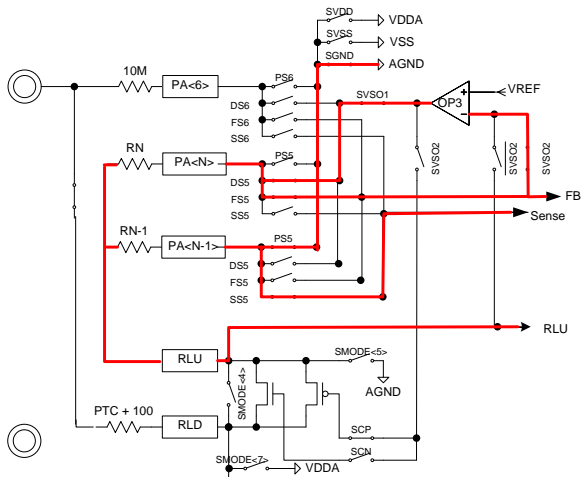 SVDD
VDDA
SVSS
VSS
SGND
AGND
10M
PA<6>
PS6
DS6
FS6
SS6
SVSO1
OP3
+
-
VREF
SVSO2
SVSO2
SVSO2
RN
PA<N>
PS5
DS5
FS5
SS5
FB
Sense
RN-1
PA<N-1>
PS5
DS5
FS5
SS5
RLU
RLU
SMODE<5>
AGND
SMODE<4>
PTC + 100
RLD
SCP
SCN
SMODE<7>
VDDA